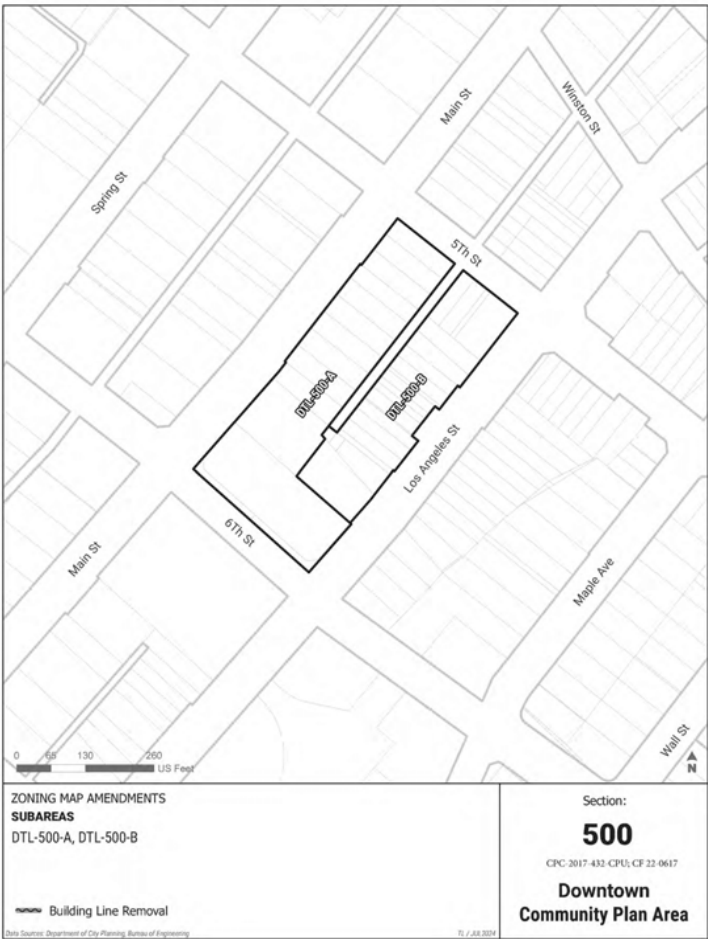 Main St
Winston St
Spring St
5Th St
DTL-500-A
DTL-500-B
Los Angeles St
6Th St
Main St
Maple Ave
Wall St
0 65 130 260
US Feet
N
ZONING MAP AMENDMENTS
SUBAREAS
DTL-500-A, DTL-500-B
Building Line Removal
Data Sources: Department of City Planning, Bureau of Engineering
TL / JUL 2024
Section:
500
CPC-2017-432-CPU; CF 22-0617
Downtown
Community Plan Area